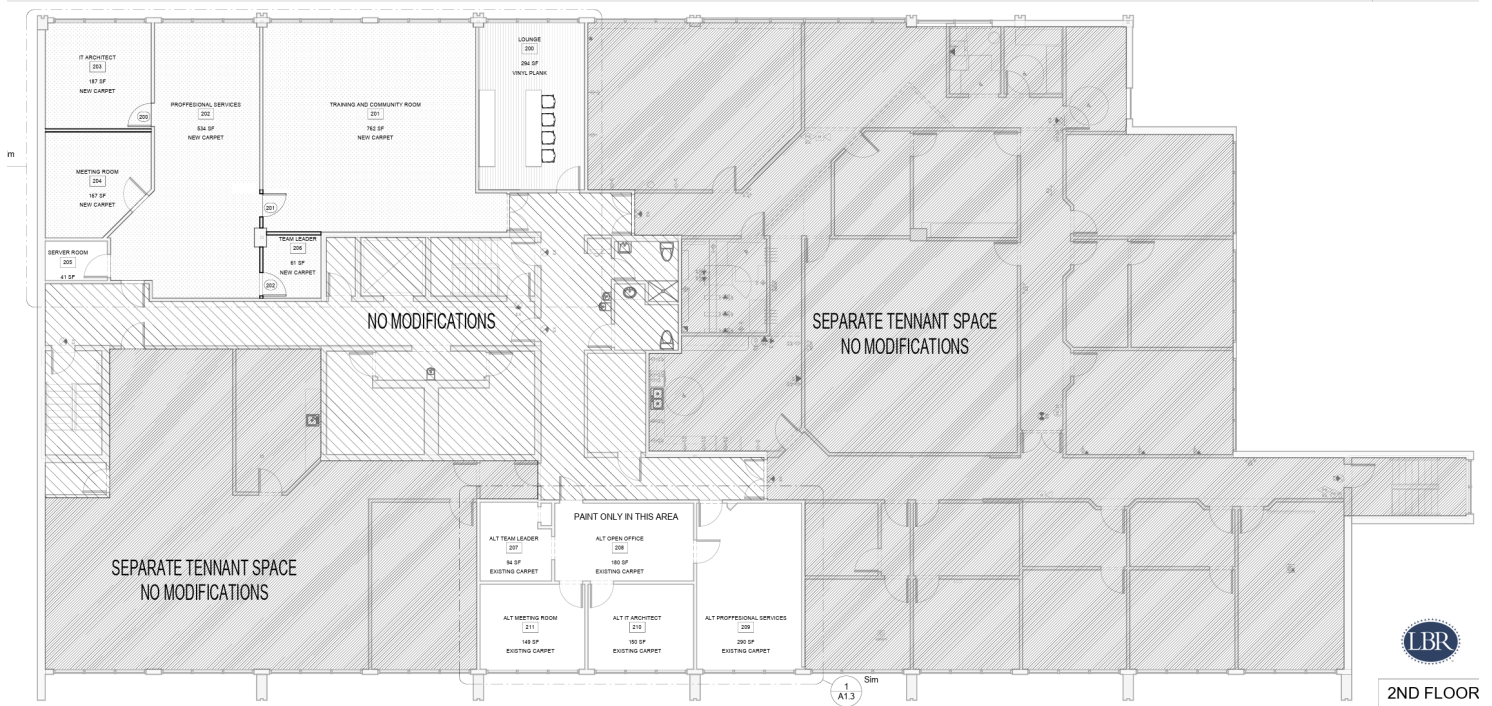 LOUNGE
200
294 SF
VINYL PLANK
IT ARCHITECT
203
187 SF
NEW CARPET
PROFFESIONAL SERVICES
202
534 SF
NEW CARPET
TRAINING AND COMMUNITY ROOM
201
762 SF
NEW CARPET
200
im
MEETING ROOM
204
167 SF
NEW CARPET
201
TEAM LEADER
206
61 SF
NEW CARPET
SERVER ROOM
205
41 SF
202
NO MODIFICATIONS
SEPARATE TENNANT SPACE
NO MODIFICATIONS
SEPARATE TENNANT SPACE
NO MODIFICATIONS
PAINT ONLY IN THIS AREA
ALT TEAM LEADER
207
94 SF
EXISTING CARPET
ALT OPEN OFFICE
208
180 SF
EXISTING CARPET
ALT MEETING ROOM
211
149 SF
EXISTING CARPET
ALT IT ARCHITECT
210
150 SF
EXISTING CARPET
ALT PROFFESIONAL SERVICES
209
290 SF
EXISTING CARPET
1
A1.3
Sim
LBR
2ND FLOOR